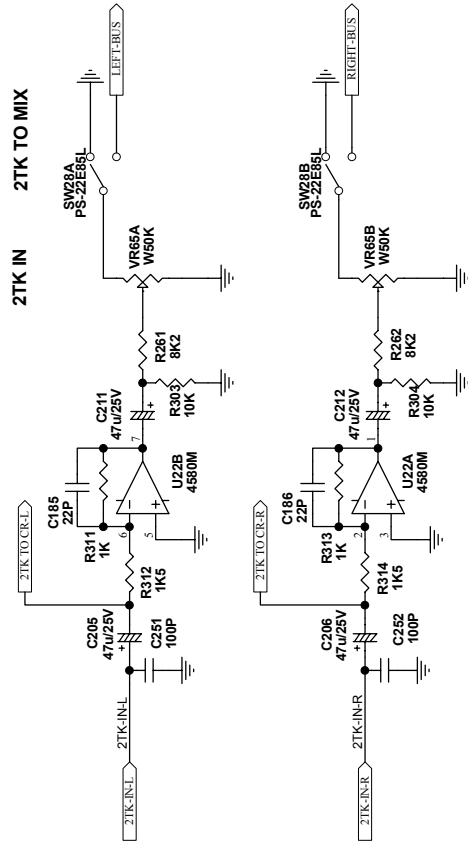 2TK IN
2TK TO MIX
2TK-IN-L
2TK-IN-L
C205
47u/25V
+
C251
100P
2TK TO CR-L
R312
1K5
R311
1K
C185
22P
6
5
7
U22B
4580M
C211
47u/25V
+
R303
10K
R261
8K2
VR65A
W50K
SW28A
PS-22E85L
LEFT-BUS
2TK-IN-R
2TK-IN-R
C206
47u/25V
+
C252
100P
2TK TO CR-R
R314
1K5
R313
1K
C186
22P
2
3
1
U22A
4580M
C212
47u/25V
+
R304
10K
R262
8K2
VR65B
W50K
SW28B
PS-22E85L
RIGHT-BUS